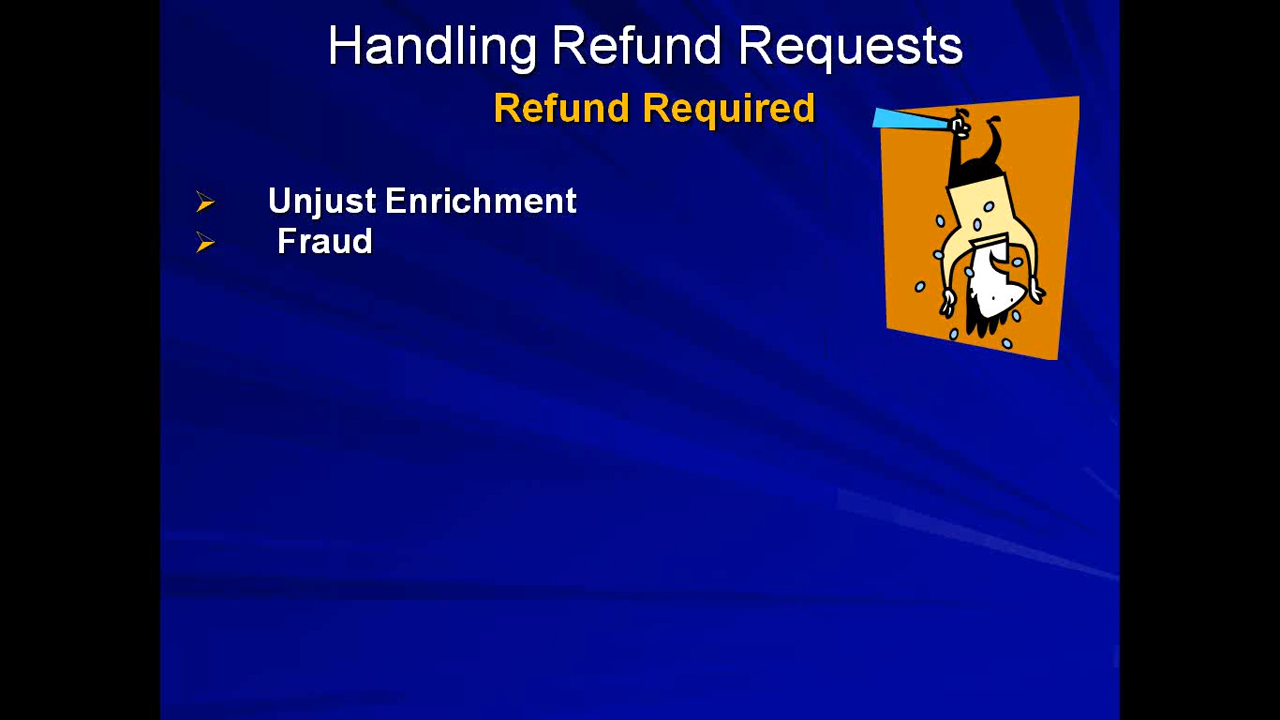 Handling Refund Requests
Refund Required
Unjust Enrichment
Fraud